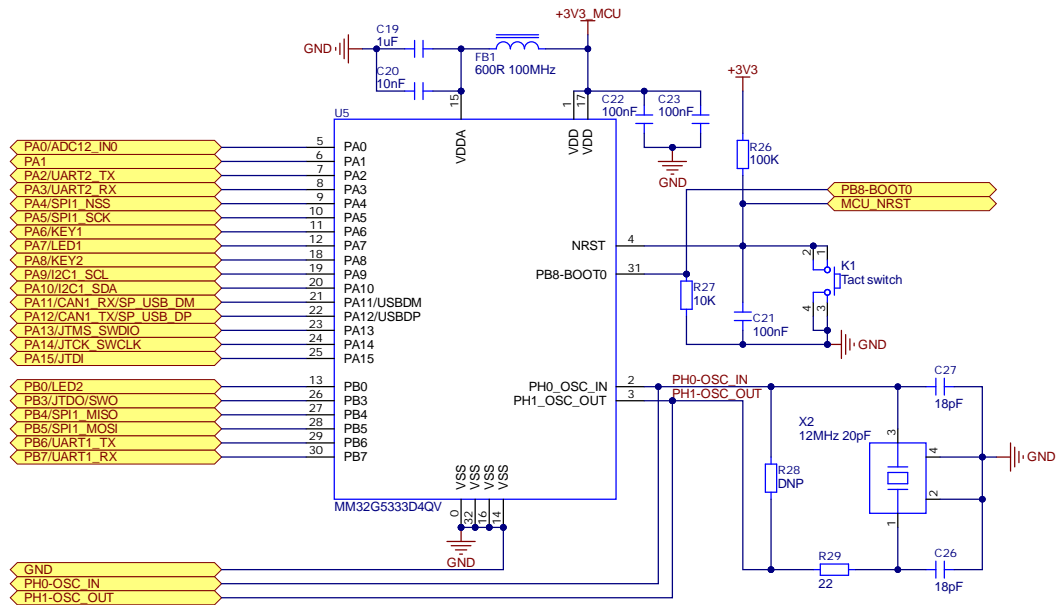 +3V3_MCU
C19
1uF
GND
FB1
600R 100MHz
C20
10nF
+3V3
15
1
17
C22
100nF
C23
100nF
GND
R26
100K
U5
VDDA
VDD
VDD
PA0/ADC12_IN0 5 PA0
PA1 6 PA1
PA2/UART2_TX 7 PA2
PA3/UART2_RX 8 PA3
PA4/SPI1_NSS 9 PA4
PA5/SPI1_SCK 10 PA5
PA6/KEY1 11 PA6
PA7/LED1 12 PA7
PA8/KEY2 18 PA8
PA9/I2C1_SCL 19 PA9
PA10/I2C1_SDA 20 PA10
PA11/CAN1_RX/SP_USB_DM 21 PA11/USBDM
PA12/CAN1_TX/SP_USB_DP 22 PA12/USBDP
PA13/JTMS_SWDIO 23 PA13
PA14/JTCK_SWCLK 24 PA14
PA15/JTDI 25 PA15
PB0/LED2 13 PB0
PB3/JTDO/SWO 26 PB3
PB4/SPI1_MISO 27 PB4
PB5/SPI1_MOSI 28 PB5
PB6/UART1_TX 29 PB6
PB7/UART1_RX 30 PB7
PB8-BOOT0
MCU_NRST
NRST 4
PB8-BOOT0 31
R27
10K
C21
100nF
2
1
4
3
K1
Tact switch
GND
PH0_OSC_IN 2 PH0-OSC_IN
PH1_OSC_OUT 3 PH1-OSC_OUT
C27
18pF
X2
12MHz 20pF
3
4
2
1
GND
R28
DNP
R29
22
C26
18pF
VSS
VSS
VSS
VSS
MM32G5333D4QV
0
32
16
14
GND
GND
PH0-OSC_IN
PH1-OSC_OUT